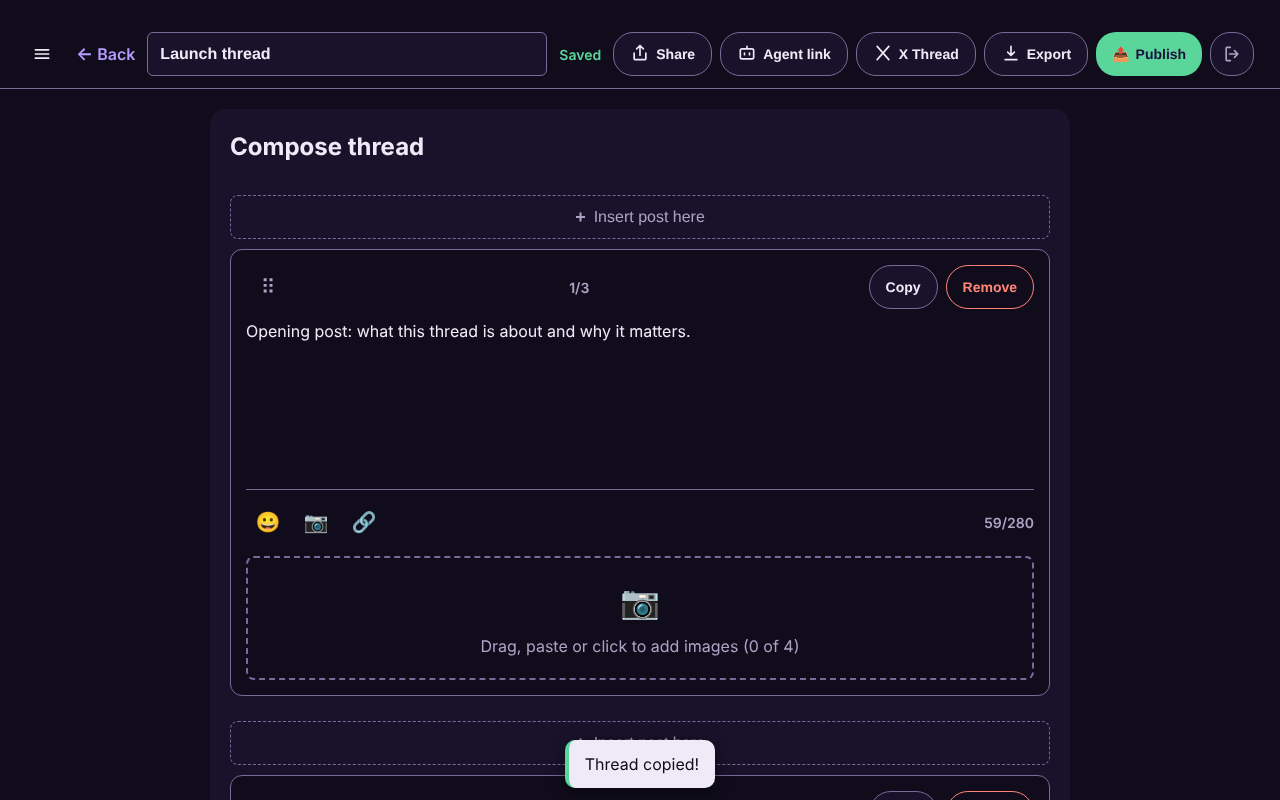 Back
Launch thread
Saved
Share
Agent link
X Thread
Export
Publish
Compose thread
+ Insert post here
1/3
Copy
Remove
Opening post: what this thread is about and why it matters.
59/280
Drag, paste or click to add images (0 of 4)
Thread copied!